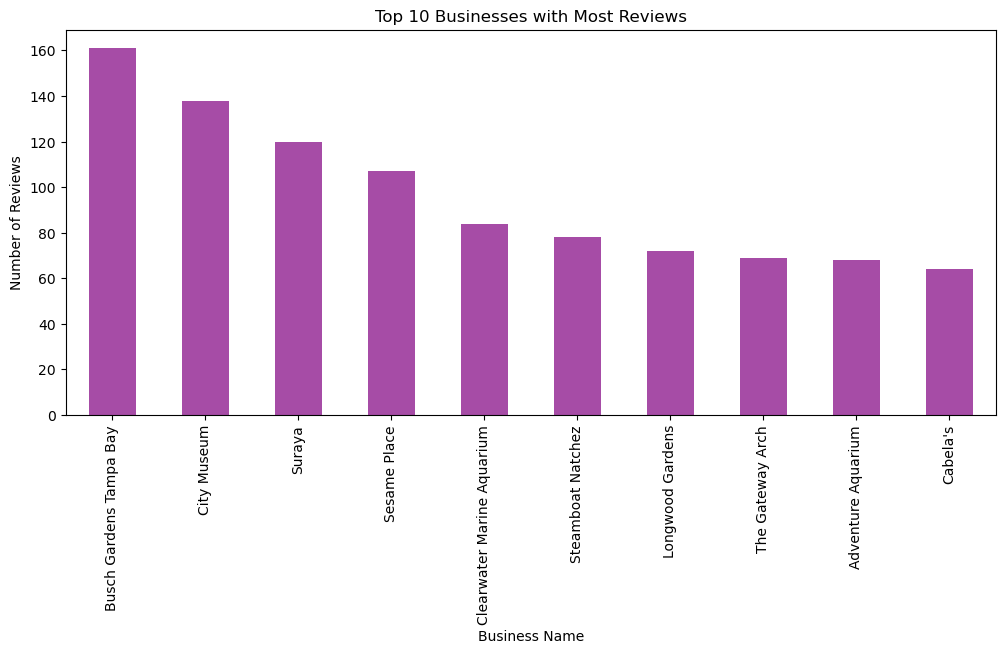 Top 10 Businesses with Most Reviews
Number of Reviews
160
140
120
100
80
60
40
20
0
Busch Gardens Tampa Bay
City Museum
Suraya
Sesame Place
Clearwater Marine Aquarium
Steamboat Natchez
Longwood Gardens
The Gateway Arch
Adventure Aquarium
Cabela's
Business Name